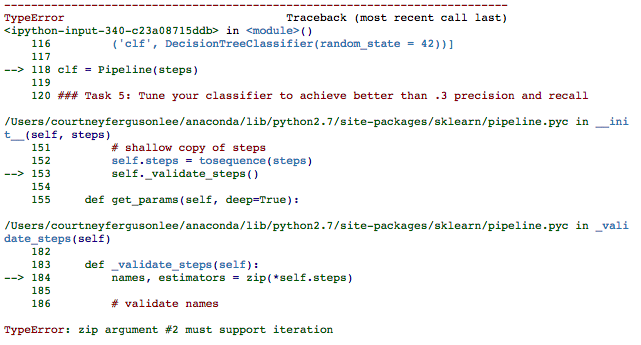 ---------------------------------------------------------------------------
TypeError                                 Traceback (most recent call last)
<ipython-input-340-c23a08715ddb> in <module>()
    116         ('clf', DecisionTreeClassifier(random_state = 42))]
    117
--> 118 clf = Pipeline(steps)
    119
    120 ### Task 5: Tune your classifier to achieve better than .3 precision and recall
/Users/courtneyfergusonlee/anaconda/lib/python2.7/site-packages/sklearn/pipeline.pyc in __ini
t__(self, steps)
    151         # shallow copy of steps
    152         self.steps = tosequence(steps)
--> 153         self._validate_steps()
    154
    155     def get_params(self, deep=True):
/Users/courtneyfergusonlee/anaconda/lib/python2.7/site-packages/sklearn/pipeline.pyc in _vali
date_steps(self)
    182
    183     def _validate_steps(self):
--> 184         names, estimators = zip(*self.steps)
    185
    186         # validate names
TypeError: zip argument #2 must support iteration